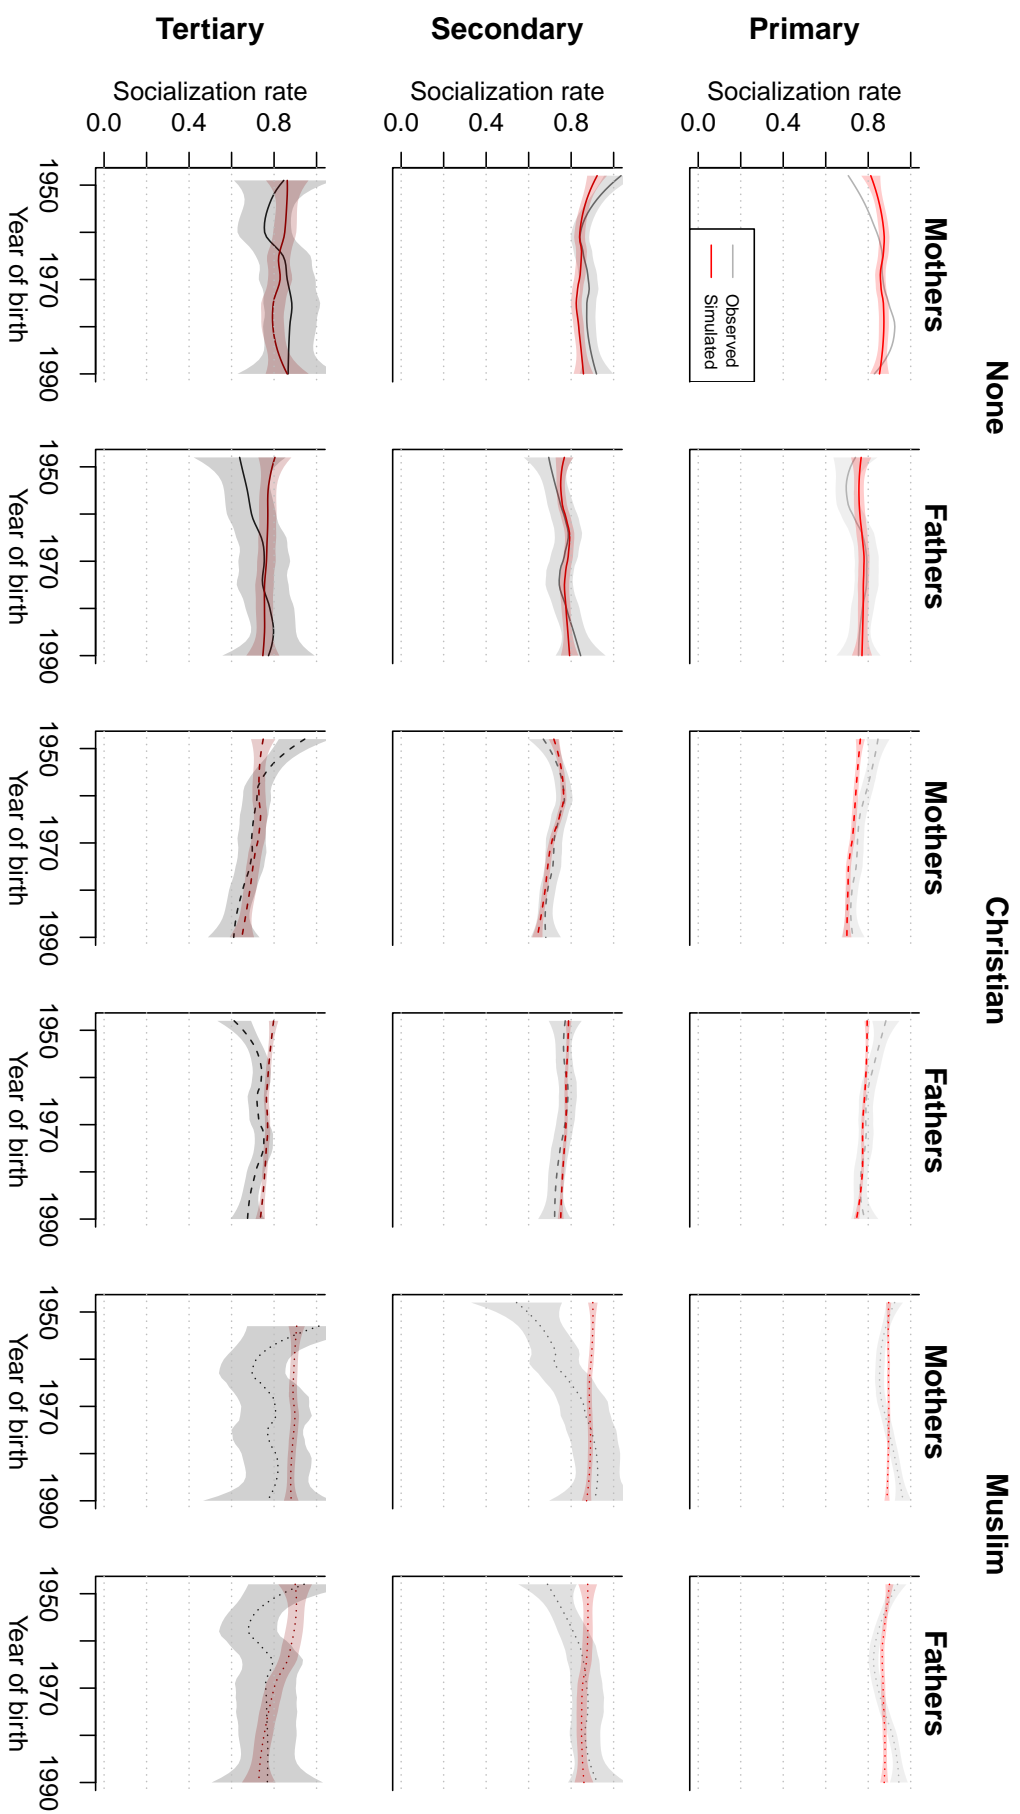 None Christian Muslim
Mothers Fathers Mothers Fathers Mothers Fathers
Primary
Socialization rate
0.0 0.4 0.8
Observed
Simulated
Secondary
Socialization rate
0.0 0.4 0.8
Tertiary
Socialization rate
0.0 0.4 0.8
1950 1970 1990 1950 1970 1990 1950 1970 1990 1950 1970 1990 1950 1970 1990 1950 1970 1990
Year of birth Year of birth Year of birth Year of birth Year of birth Year of birth